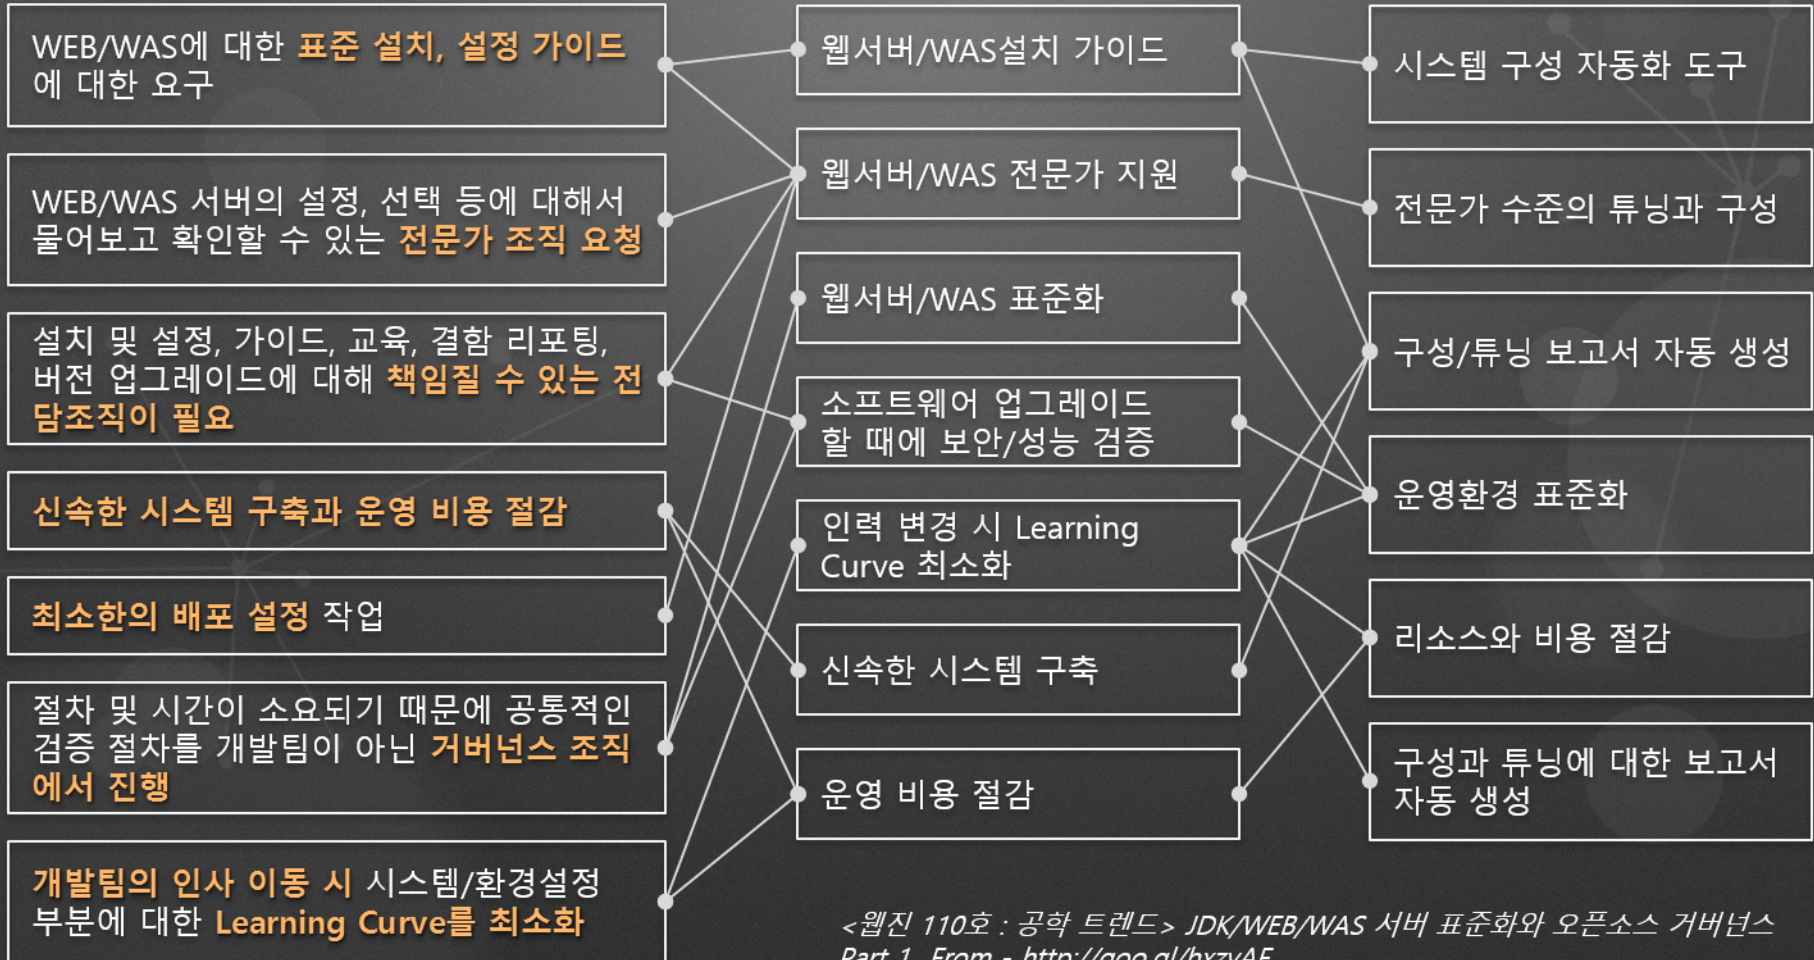 WEB/WAS에 대한 표준 설치, 설정 가이드
에 대한 요구
WEB/WAS 서버의 설정, 선택 등에 대해서
물어보고 확인할 수 있는 전문가 조직 요청
설치 및 설정, 가이드, 교육, 결함 리포팅,
버전 업그레이드에 대해 책임질 수 있는 전
담조직이 필요
신속한 시스템 구축과 운영 비용 절감
최소한의 배포 설정 작업
절차 및 시간이 소요되기 때문에 공통적인
검증 절차를 개발팀이 아닌 거버넌스 조직
에서 진행
개발팀의 인사 이동 시 시스템/환경설정
부분에 대한 Learning Curve를 최소화
웹서버/WAS설치 가이드
웹서버/WAS 전문가 지원
웹서버/WAS 표준화
소프트웨어 업그레이드
할 때에 보안/성능 검증
인력 변경 시 Learning
Curve 최소화
신속한 시스템 구축
운영 비용 절감
시스템 구성 자동화 도구
전문가 수준의 튜닝과 구성
구성/튜닝 보고서 자동 생성
운영환경 표준화
리소스와 비용 절감
구성과 튜닝에 대한 보고서
자동 생성
<웹진 110호 : 공학 트렌드> JDK/WEB/WAS 서버 표준화와 오픈소스 거버넌스
Part 1. From -